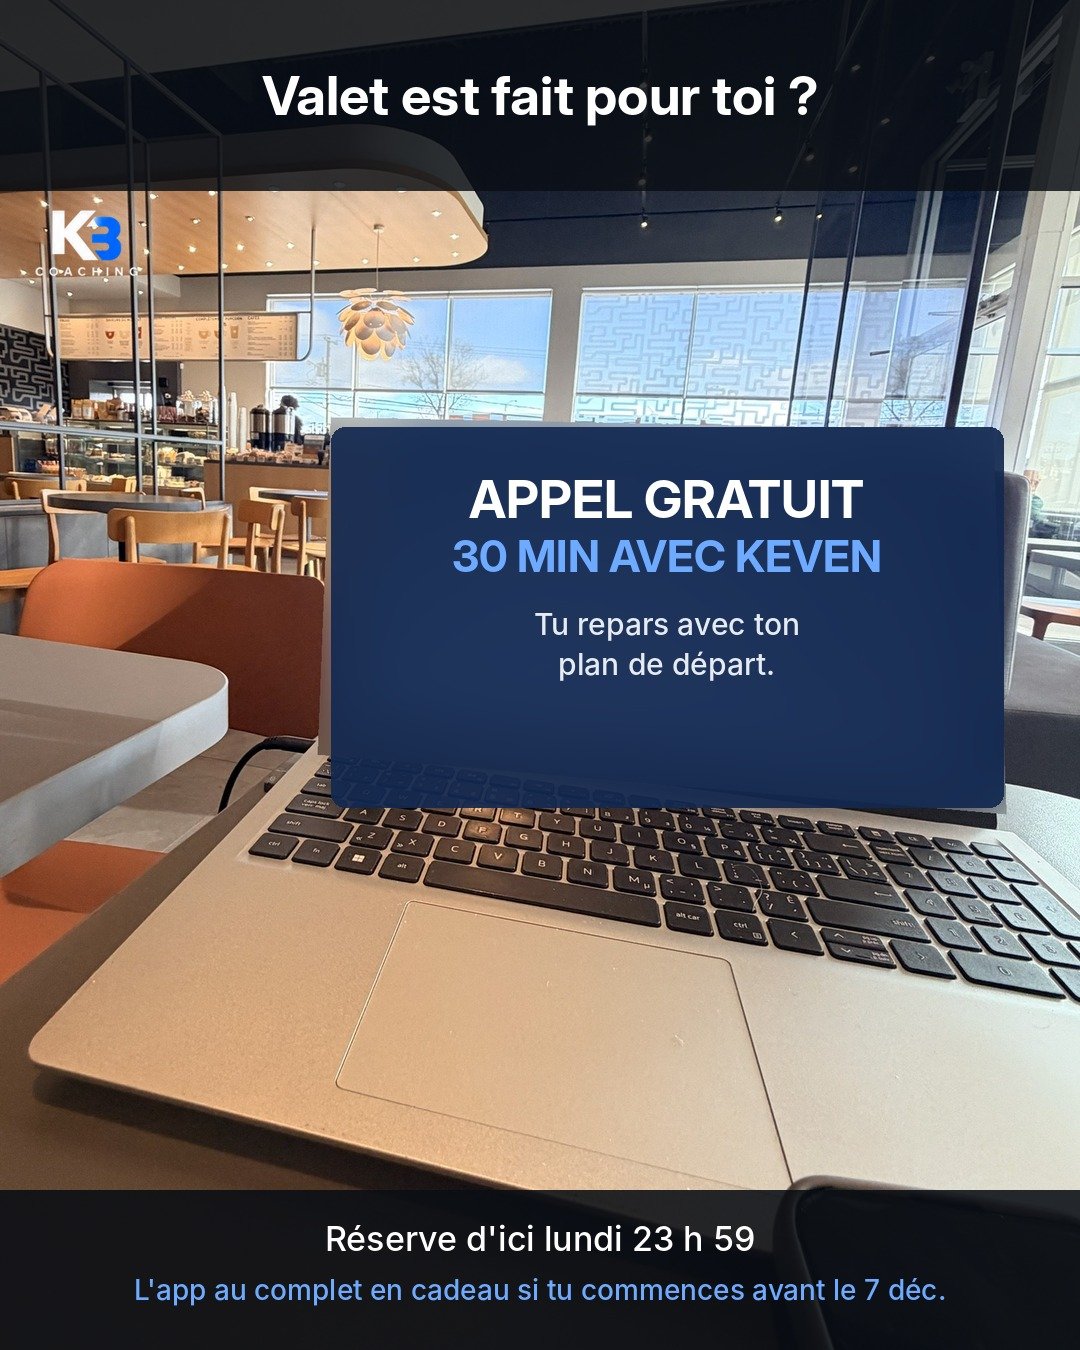 Valet est fait pour toi ?
K3
COACHING
APPEL GRATUIT
30 MIN AVEC KEVEN
Tu repars avec ton
plan de départ.
Réserve d'ici lundi 23 h 59
L'app au complet en cadeau si tu commences avant le 7 déc.